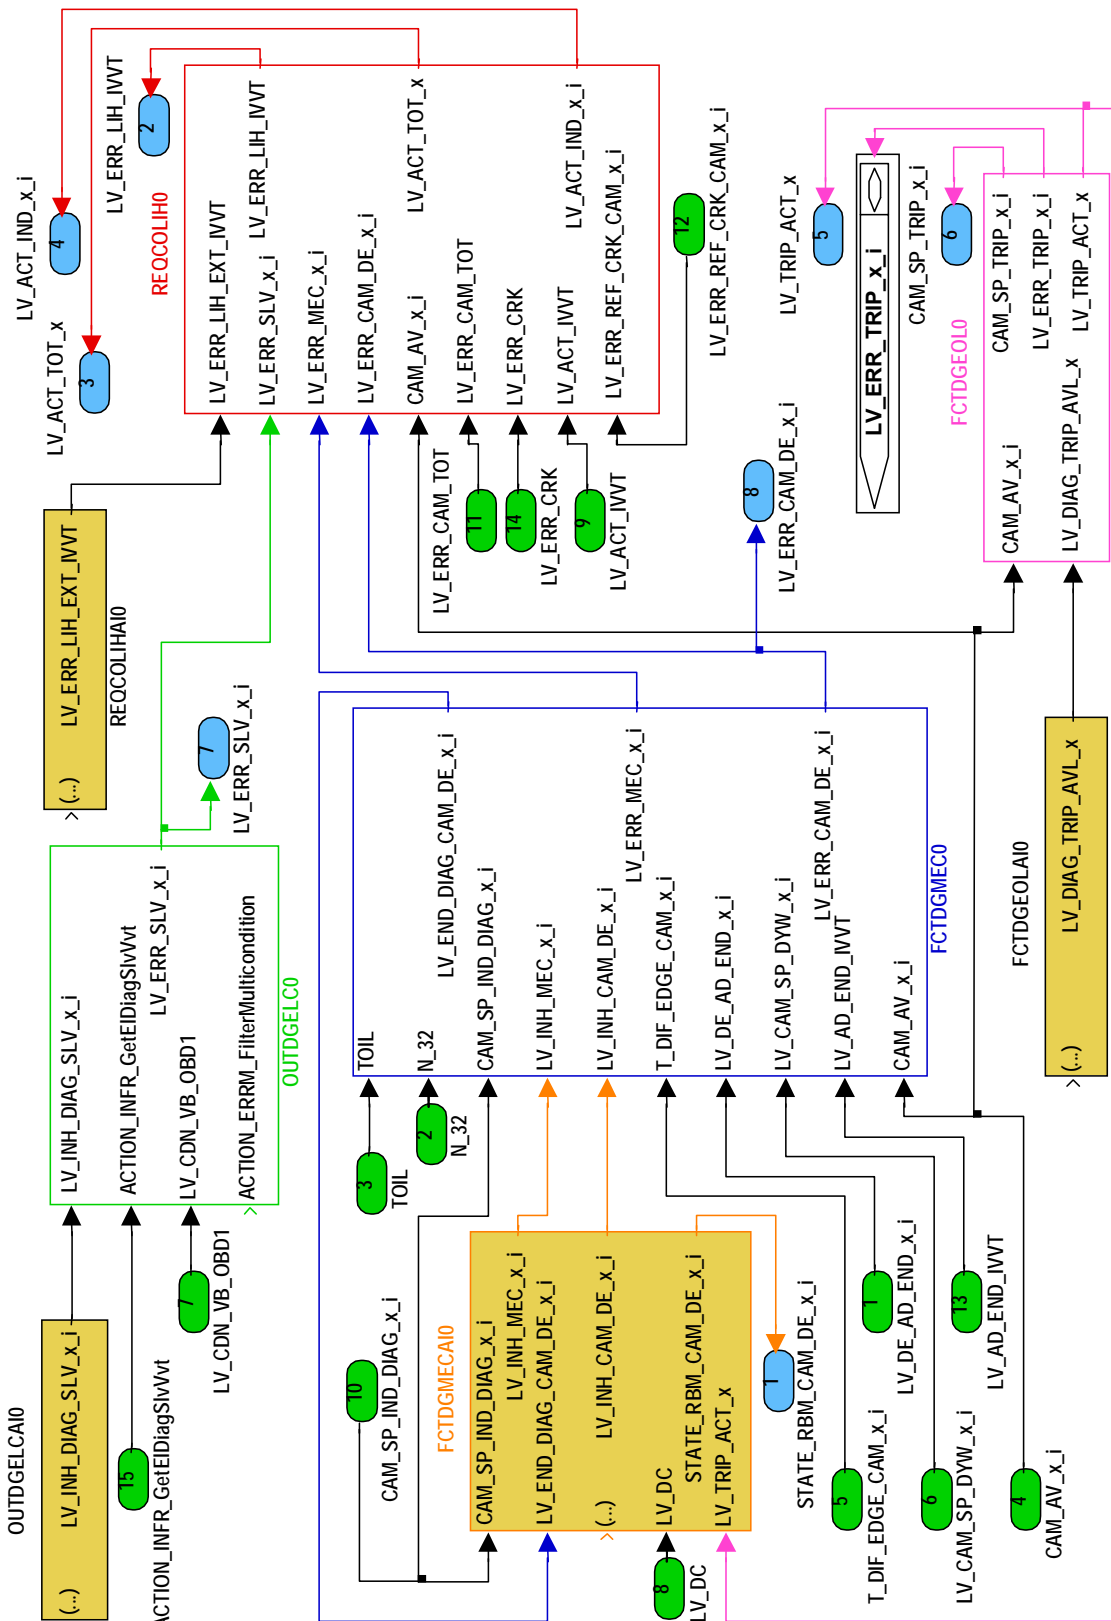 OUTDGELCAI0
(...)
LV_INH_DIAG_SLV_x_i
15
ACTION_INFR_GetElDiagSlvVvt
7
LV_CDN_VB_OBD1
LV_INH_DIAG_SLV_x_i
ACTION_INFR_GetElDiagSlvVvt
LV_ERR_SLV_x_i
LV_CDN_VB_OBD1
ACTION_ERRM_FilterMulticondition
OUTDGELC0
7
LV_ERR_SLV_x_i
(...)
LV_ERR_LIH_EXT_IVVT
REQCOLIHAI0
LV_ACT_TOT_x
3
LV_ACT_IND_x_i
4
LV_ERR_LIH_IVVT
2
REQCOLIH0
LV_ERR_LIH_EXT_IVVT
LV_ERR_LIH_IVVT
LV_ERR_SLV_x_i
LV_ERR_MEC_x_i
LV_ERR_CAM_DE_x_i
CAM_AV_x_i
LV_ACT_TOT_x
LV_ERR_CAM_TOT
LV_ERR_CRK
LV_ACT_IVVT
LV_ACT_IND_x_i
LV_ERR_REF_CRK_CAM_x_i
LV_ERR_CAM_TOT
11
14
LV_ERR_CRK
9
LV_ACT_IVVT
12
LV_ERR_REF_CRK_CAM_x_i
8
LV_ERR_CAM_DE_x_i
10
CAM_SP_IND_DIAG_x_i
3
TOIL
2
N_32
TOIL
N_32
LV_END_DIAG_CAM_DE_x_i
CAM_SP_IND_DIAG_x_i
LV_INH_MEC_x_i
LV_INH_CAM_DE_x_i
LV_ERR_MEC_x_i
T_DIF_EDGE_CAM_x_i
LV_DE_AD_END_x_i
LV_CAM_SP_DYW_x_i
LV_ERR_CAM_DE_x_i
LV_AD_END_IVVT
CAM_AV_x_i
FCTDGMEC0
FCTDGMECAI0
CAM_SP_IND_DIAG_x_i
LV_INH_MEC_x_i
LV_END_DIAG_CAM_DE_x_i
LV_INH_CAM_DE_x_i
(...)
LV_DC
STATE_RBM_CAM_DE_x_i
LV_TRIP_ACT_x
8
LV_DC
1
STATE_RBM_CAM_DE_x_i
5
T_DIF_EDGE_CAM_x_i
1
LV_DE_AD_END_x_i
6
LV_CAM_SP_DYW_x_i
13
LV_AD_END_IVVT
4
CAM_AV_x_i
FCTDGEOLAI0
(...)
LV_DIAG_TRIP_AVL_x
LV_TRIP_ACT_x
5
LV_ERR_TRIP_x_i
CAM_SP_TRIP_x_i
6
FCTDGEOL0
CAM_AV_x_i
CAM_SP_TRIP_x_i
LV_ERR_TRIP_x_i
LV_DIAG_TRIP_AVL_x_i
LV_TRIP_ACT_x